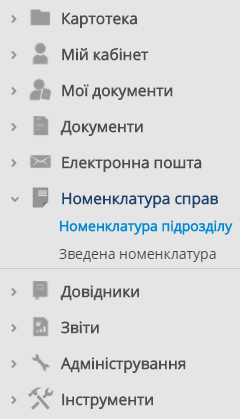 Картотека
Мій кабінет
Мої документи
Документи
Електронна пошта
Номенклатура справ
Номенклатура підрозділу
Зведена номенклатура
Довідники
Звіти
Адміністрування
Інструменти